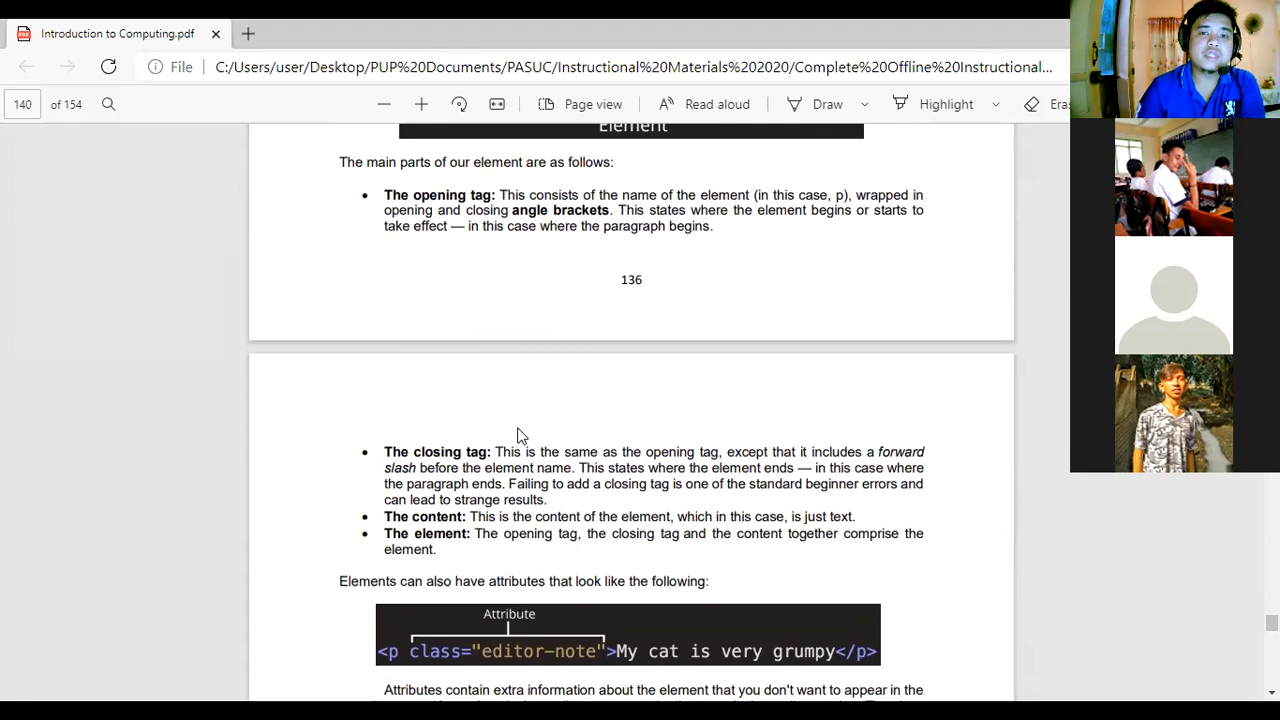 Introduction to Computing.pdf
File
C:/Users/user/Desktop/PUP%20Documents/PASUC/Instructional%20Materials%202020/Complete%20Offline%20Instructional...
140 of 154
Page view
Read aloud
Draw
Highlight
Eras
Element
The main parts of our element are as follows:
• The opening tag: This consists of the name of the element (in this case, p), wrapped in
opening and closing angle brackets. This states where the element begins or starts to
take effect — in this case where the paragraph begins.
136
• The closing tag: This is the same as the opening tag, except that it includes a forward
slash before the element name. This states where the element ends — in this case where
the paragraph ends. Failing to add a closing tag is one of the standard beginner errors and
can lead to strange results.
• The content: This is the content of the element, which in this case, is just text.
• The element: The opening tag, the closing tag and the content together comprise the
element.
Elements can also have attributes that look like the following:
Attribute
<p class="editor-note">My cat is very grumpy</p>
Attributes contain extra information about the element that you don't want to appear in the